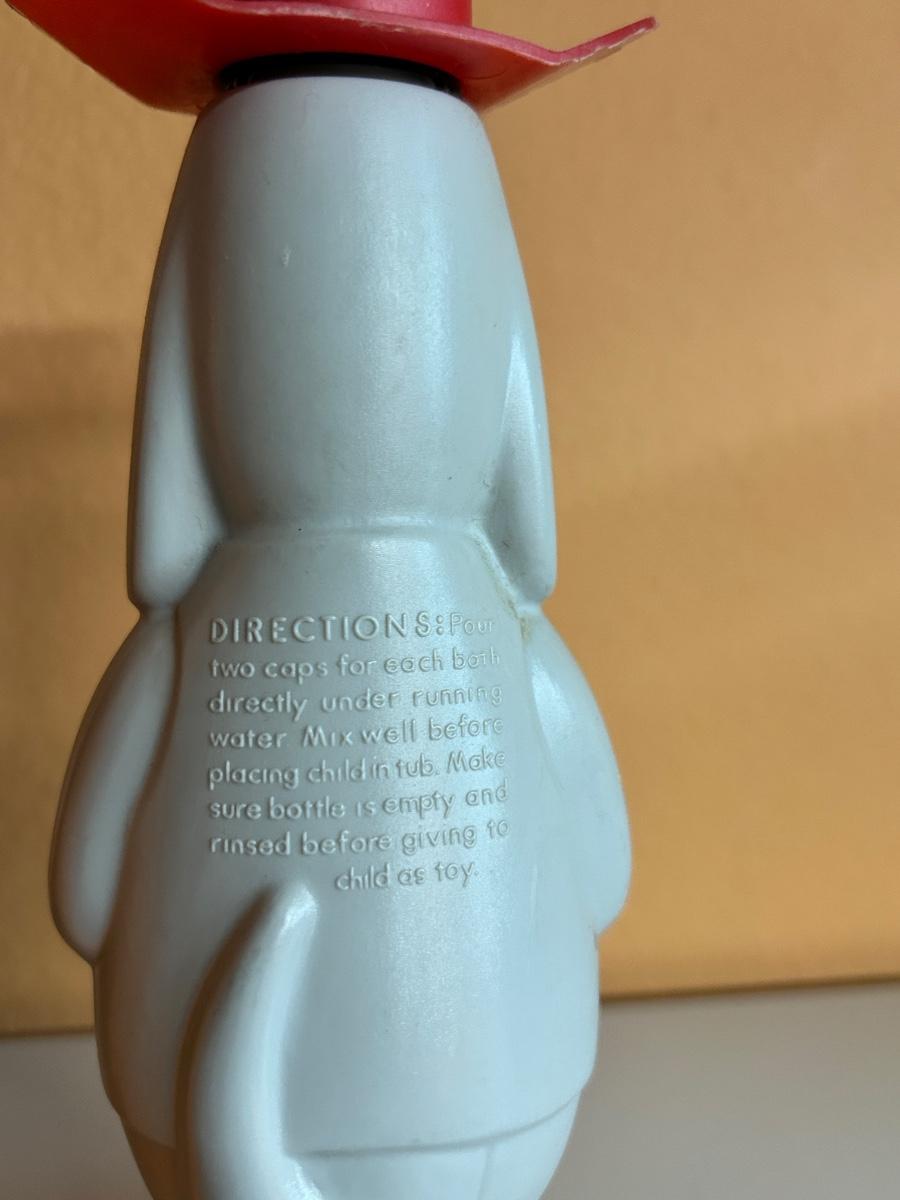 DIRECTIONS: Pour
two caps for each bath
directly under running
water. Mix well before
placing child in tub. Make
sure bottle is empty and
rinsed before giving to
child as toy.